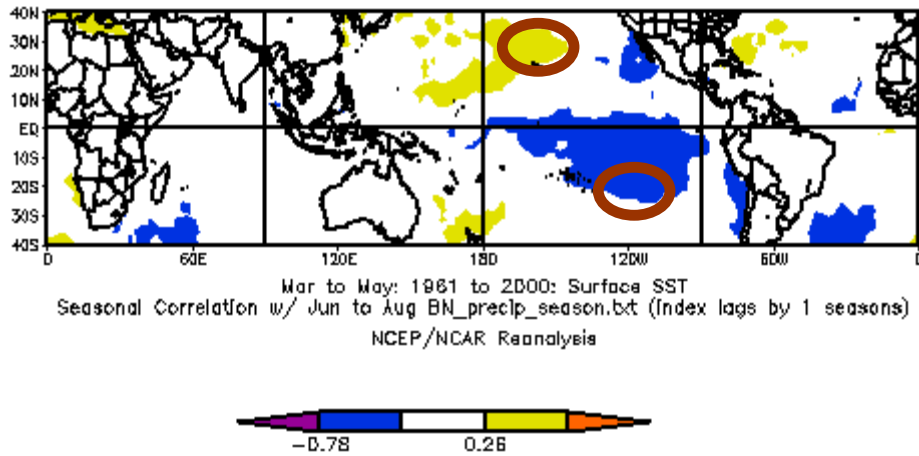 40N
30N
20N
10N
EQ
10S
20S
30S
40S
0 60E 120E 180 120W 60W 0
Mar to May: 1961 to 2000: Surface SST
Seasonal Correlation w/ Jun to Aug BN_precip_season.txt (index lags by 1 seasons)
NCEP/NCAR Reanalysis
-0.78 0.26